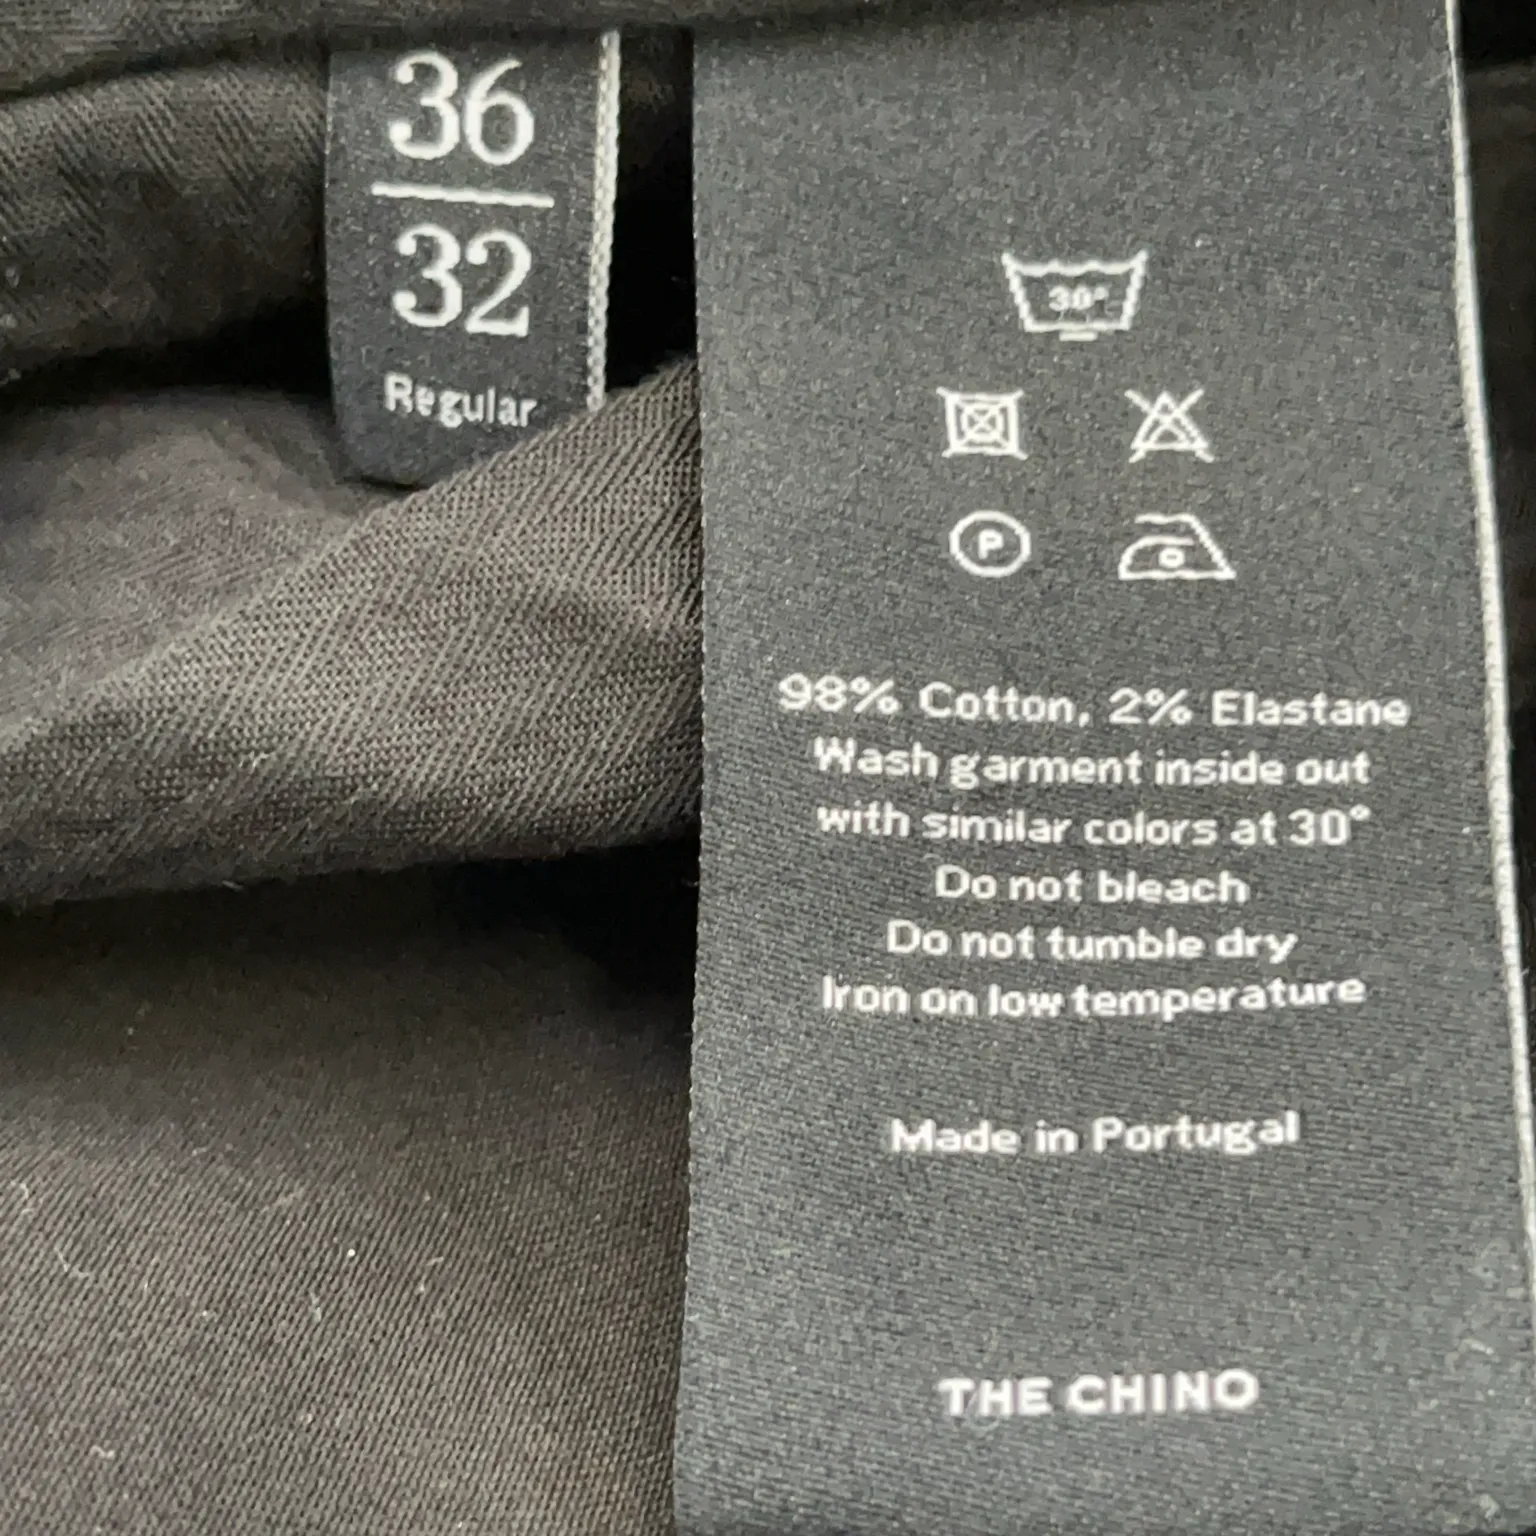 36
32
Regular
30°
P
98% Cotton, 2% Elastane
Wash garment inside out
with similar colors at 30°
Do not bleach
Do not tumble dry
Iron on low temperature
Made in Portugal
THE CHINO